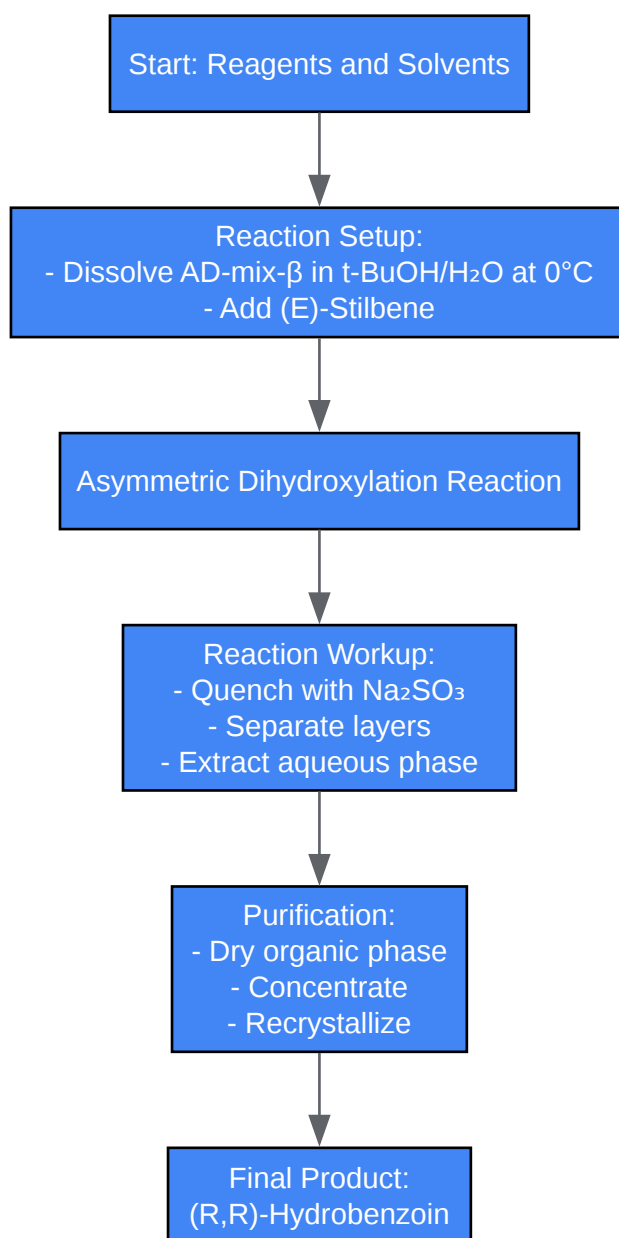 Start: Reagents and Solvents
Reaction Setup:
- Dissolve AD-mix-β in t-BuOH/H₂O at 0°C
- Add (E)-Stilbene
Asymmetric Dihydroxylation Reaction
Reaction Workup:
- Quench with Na₂SO₃
- Separate layers
- Extract aqueous phase
Purification:
- Dry organic phase
- Concentrate
- Recrystallize
Final Product:
(R,R)-Hydrobenzoin